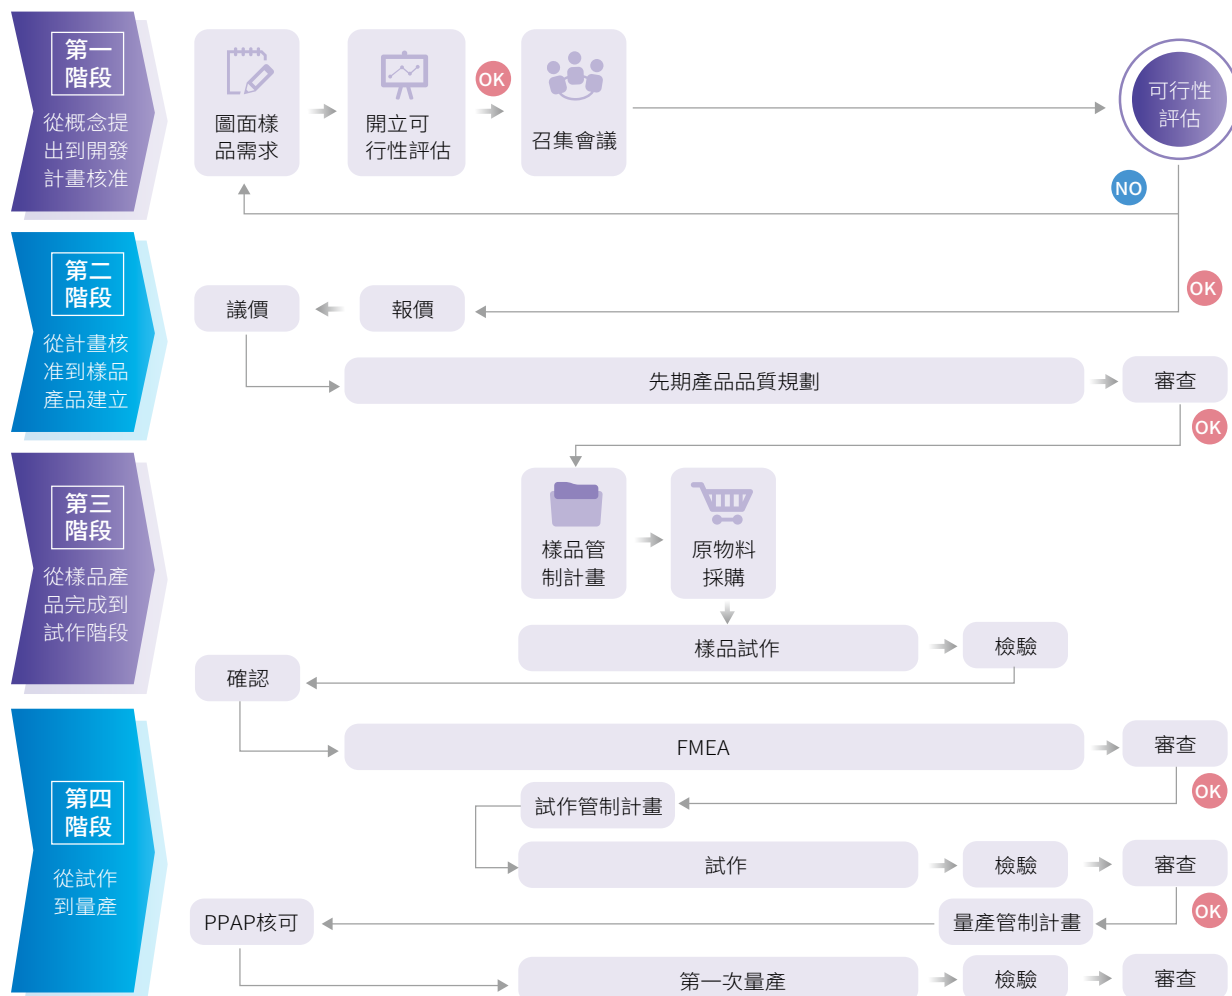 第一
階段
從概念提
出到開發
計畫核准
圖面樣
品需求
開立可
行性評估
OK
召集會議
可行性
評估
NO
OK
第二
階段
從計畫核
准到樣品
產品建立
議價
報價
先期產品品質規劃
審查
OK
第三
階段
從樣品產
品完成到
試作階段
樣品管
制計畫
原物料
採購
樣品試作
檢驗
確認
第四
階段
從試作
到量產
FMEA
審查
OK
試作管制計畫
試作
檢驗
審查
OK
PPAP核可
量產管制計畫
第一次量產
檢驗
審查